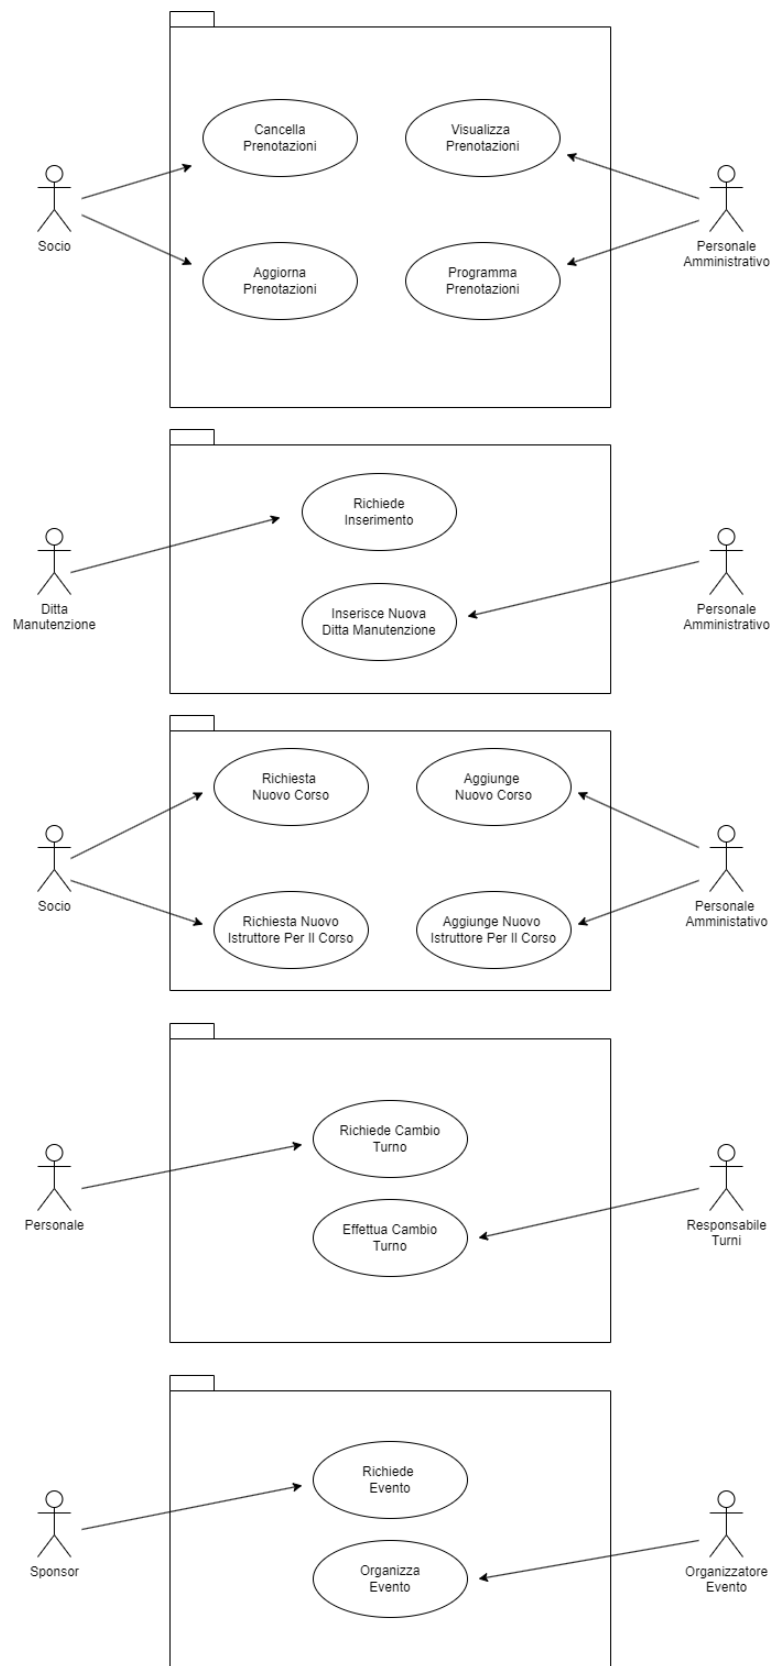 Cancella
Prenotazioni
Visualizza
Prenotazioni
Socio
Personale
Amministrativo
Aggiorna
Prenotazioni
Programma
Prenotazioni
Richiede
Inserimento
Ditta
Manutenzione
Personale
Amministrativo
Inserisce Nuova
Ditta Manutenzione
Richiesta
Nuovo Corso
Aggiunge
Nuovo Corso
Socio
Personale
Amministativo
Richiesta Nuovo
Istruttore Per Il Corso
Aggiunge Nuovo
Istruttore Per Il Corso
Richiede Cambio
Turno
Personale
Responsabile
Turni
Effettua Cambio
Turno
Richiede
Evento
Sponsor
Organizzatore
Evento
Organizza
Evento